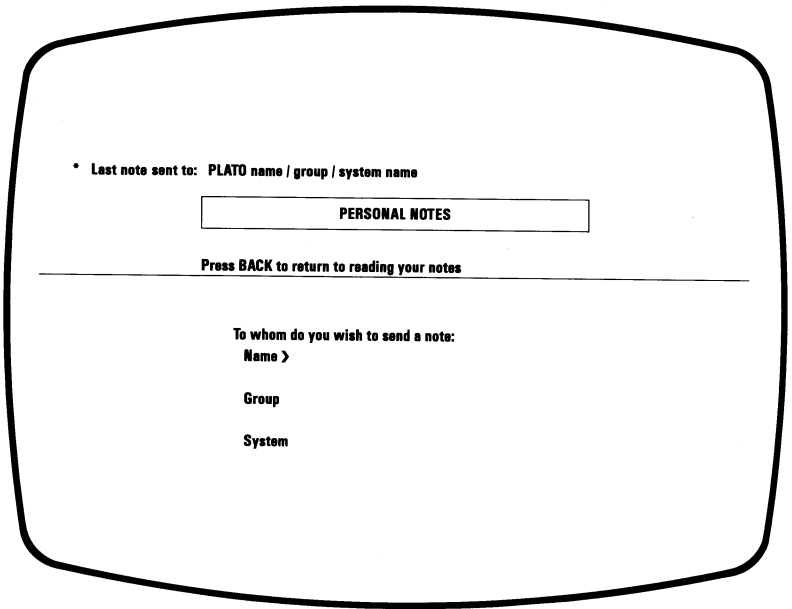 * Last note sent to: PLATO name / group / system name
PERSONAL NOTES
Press BACK to return to reading your notes
To whom do you wish to send a note:
Name >
Group
System